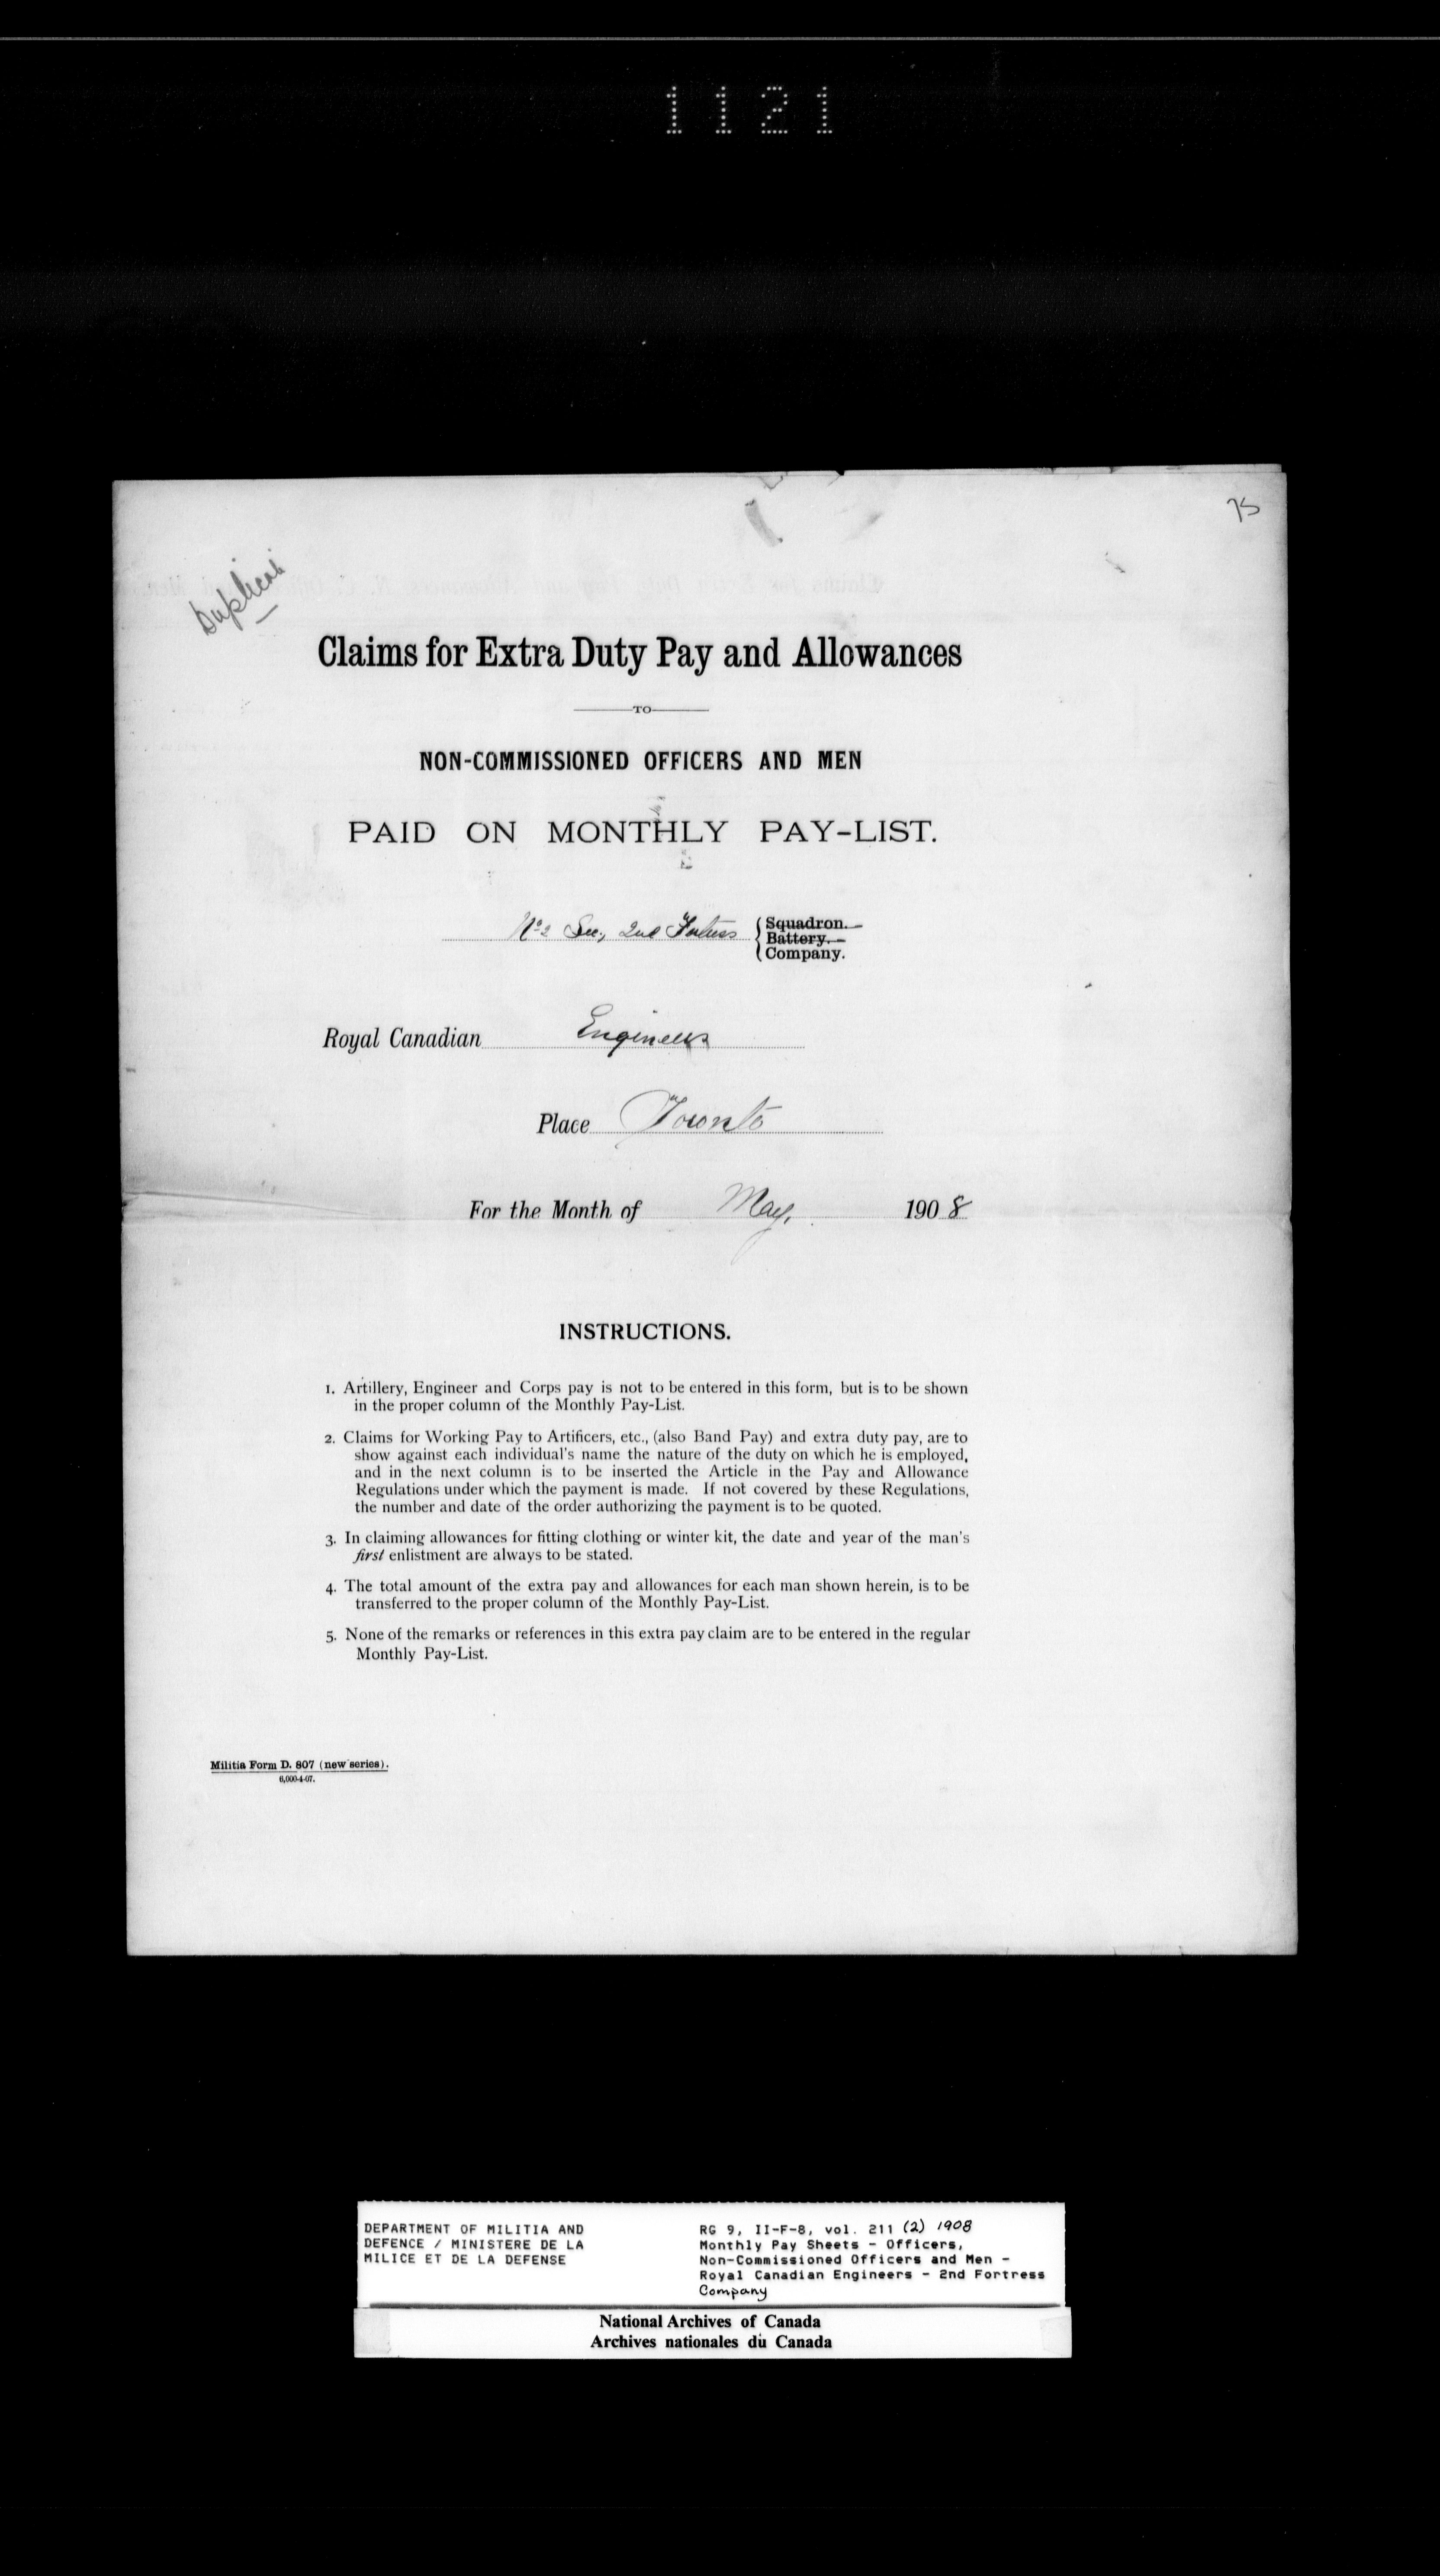 1121
75
Duplicate
Claims for Extra Duty Pay and Allowances
TO
NON-COMMISSIONED OFFICERS AND MEN
PAID ON MONTHLY PAY-LIST.
Nº 2 Sec, 2nd Fortress { Squadron.
Battery.
Company.
Royal Canadian Engineers
Place Toronto
For the Month of May, 1908
INSTRUCTIONS.
1. Artillery, Engineer and Corps pay is not to be entered in this form, but is to be shown
in the proper column of the Monthly Pay-List.
2. Claims for Working Pay to Artificers, etc., (also Band Pay) and extra duty pay, are to
show against each individual's name the nature of the duty on which he is employed,
and in the next column is to be inserted the Article in the Pay and Allowance
Regulations under which the payment is made. If not covered by these Regulations,
the number and date of the order authorizing the payment is to be quoted.
3. In claiming allowances for fitting clothing or winter kit, the date and year of the man's
first enlistment are always to be stated.
4. The total amount of the extra pay and allowances for each man shown herein, is to be
transferred to the proper column of the Monthly Pay-List.
5. None of the remarks or references in this extra pay claim are to be entered in the regular
Monthly Pay-List.
Militia Form D. 807 (new series).
6,000-4-07.
DEPARTMENT OF MILITIA AND
DEFENCE / MINISTERE DE LA
MILICE ET DE LA DEFENSE
RG 9, II-F-8, vol. 211 (2) 1908
Monthly Pay Sheets - Officers,
Non-Commissioned Officers and Men -
Royal Canadian Engineers - 2nd Fortress
Company
National Archives of Canada
Archives nationales du Canada